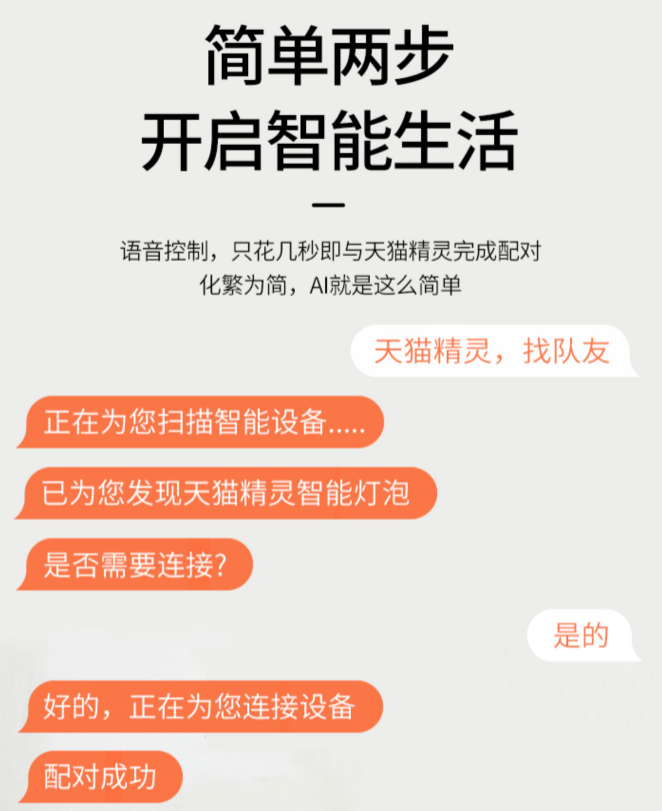 简单两步
开启智能生活
语音控制，只花几秒即与天猫精灵完成配对
化繁为简，AI就是这么简单
天猫精灵，找队友
正在为您扫描智能设备.....
已为您发现天猫精灵智能灯泡
是否需要连接?
是的
好的，正在为您连接设备
配对成功